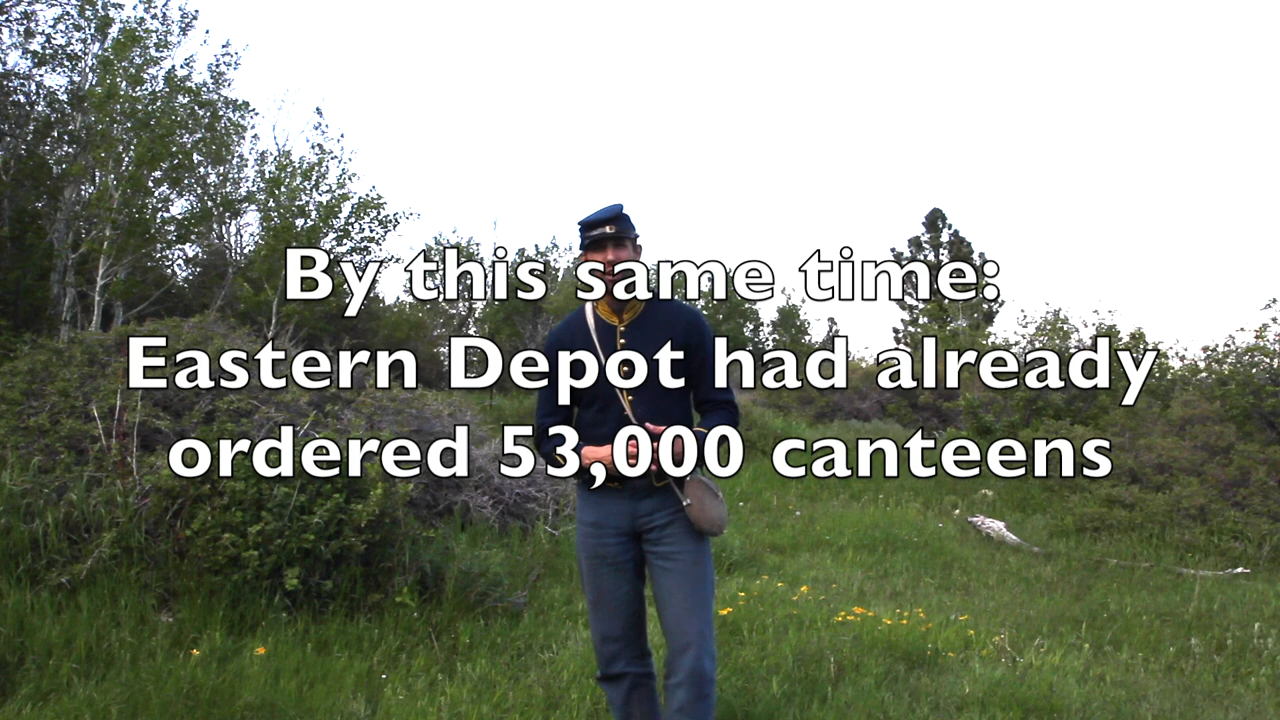 By this same time:
Eastern Depot had already
ordered 53,000 canteens